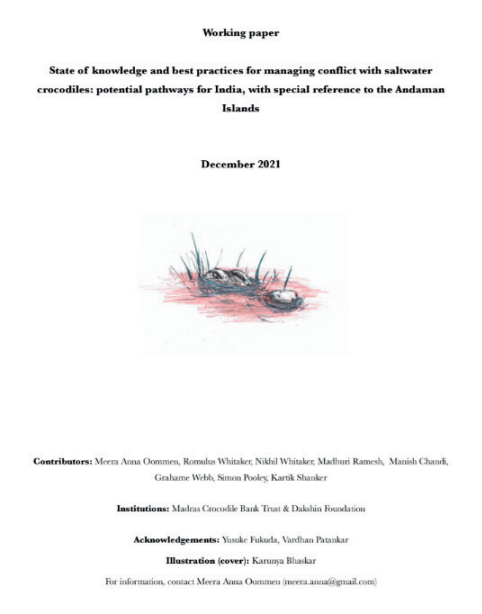 Working paper
State of knowledge and best practices for managing conflict with saltwater
crocodiles: potential pathways for India, with special reference to the Andaman
Islands
December 2021
Contributors: Meera Anna Oommen, Romulus Whitaker, Nikhil Whitaker, Madhuri Ramesh, Manish Chandi,
Grahame Webb, Simon Pooley, Kartik Shanker
Institutions: Madras Crocodile Bank Trust & Dakshin Foundation
Acknowledgements: Yusuke Fukuda, Vardhan Patankar
Illustration (cover): Karunya Bhaskar
For information, contact Meera Anna Oommen (meera.anna@gmail.com)